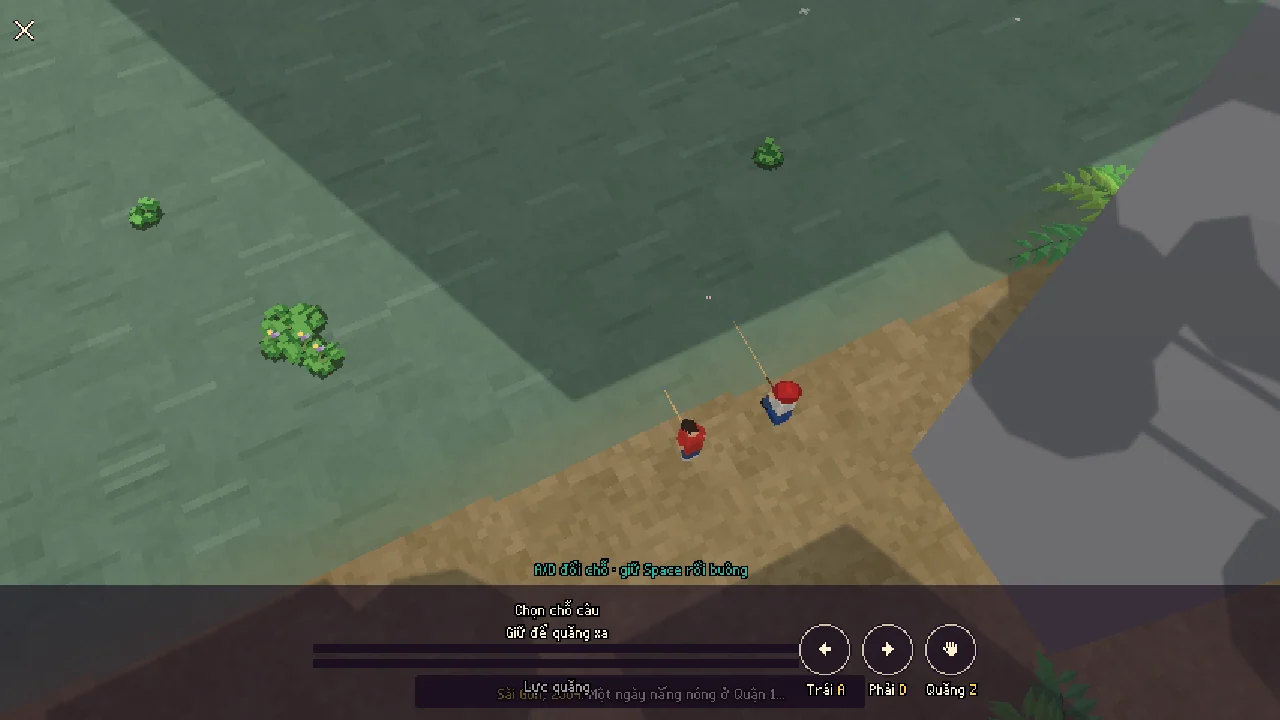 A/D đổi chỗ · giữ Space rồi buông
Chọn chỗ câu
Giữ để quăng xa
Lực quăng
Một ngày nắng nóng ở Quận 1...
Trái A
Phải D
Quăng Z